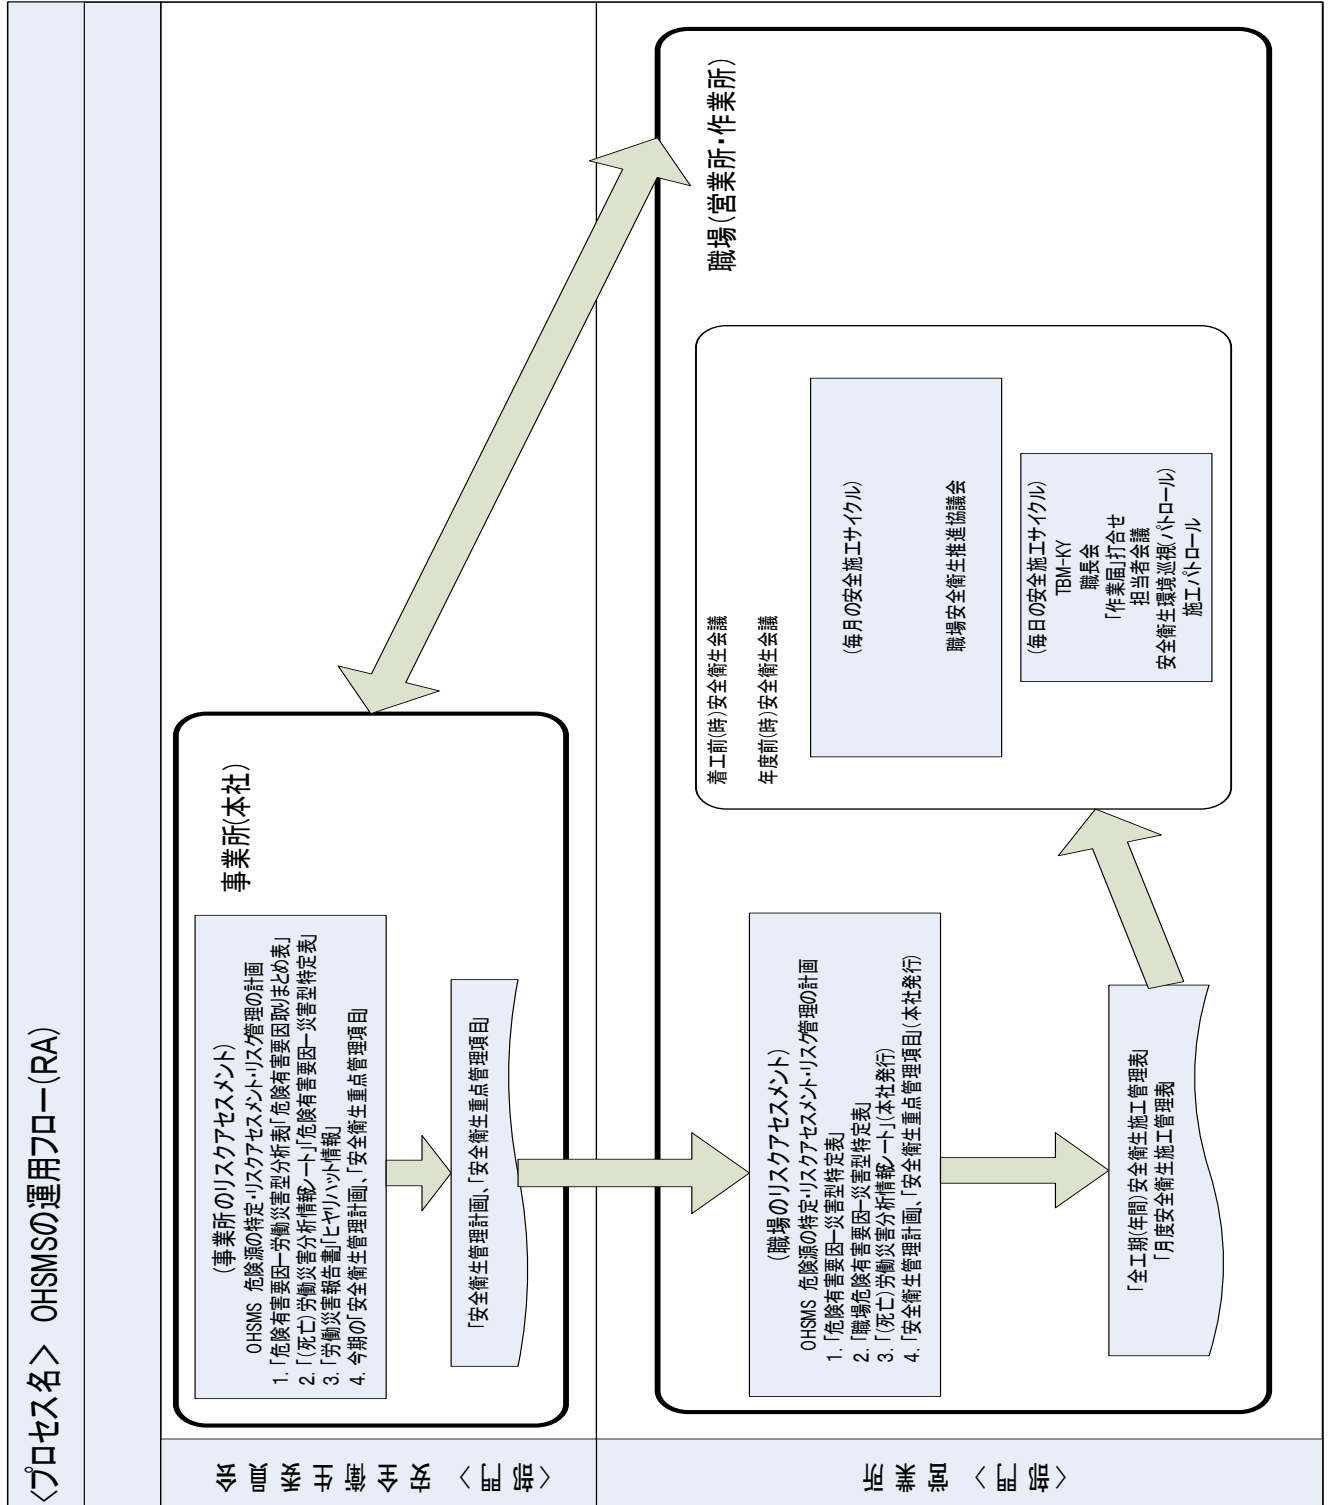 <プロセス名> OHSMSの運用フロー(RA)
<部門> 安全衛生委員会
事業所(本社)
(事業所のリスクアセスメント)
OHSMS 危険源の特定・リスクアセスメント・リスク管理の計画
1.「危険有害要因ー労働災害型分析表」「危険有害要因取りまとめ表」
2.「(死亡)労働災害分析情報ノート」「危険有害要因ー災害型特定表」
3.「労働災害報告書」「ヒヤリハット情報」
4. 今期の「安全衛生管理計画」、「安全衛生重点管理項目」
「安全衛生管理計画」、「安全衛生重点管理項目」
<部門> 営業所
職場(営業所・作業所)
(職場のリスクアセスメント)
OHSMS 危険源の特定・リスクアセスメント・リスク管理の計画
1.「危険有害要因ー災害型特定表」
2.「職場危険有害要因ー災害型特定表」
3.「(死亡)労働災害分析情報ノート」(本社発行)
4.「安全衛生管理計画」、「安全衛生重点管理項目」(本社発行)
「全工期(年間)安全衛生施工管理表」
「月度安全衛生施工管理表」
着工前(時)安全衛生会議
年度前(時)安全衛生会議
(毎月の安全施工サイクル)
職場安全衛生推進協議会
(毎日の安全施工サイクル)
TBM-KY
職長会
「作業届」打合せ
担当者会議
安全衛生環境巡視(パトロール)
施工パトロール